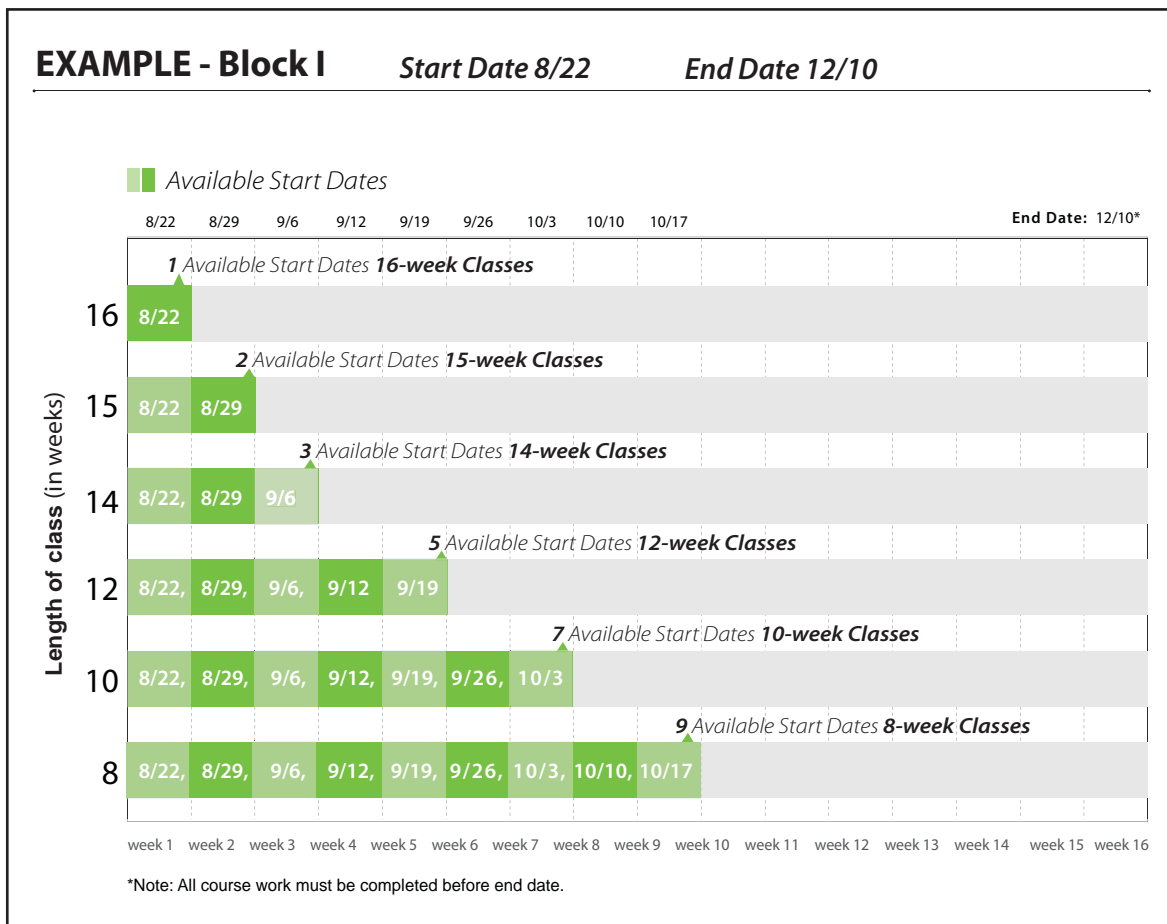 EXAMPLE - Block I Start Date 8/22 End Date 12/10
Available Start Dates
8/22 8/29 9/6 9/12 9/19 9/26 10/3 10/10 10/17 End Date: 12/10*
1 Available Start Dates 16-week Classes
16 8/22
2 Available Start Dates 15-week Classes
15 8/22 8/29
3 Available Start Dates 14-week Classes
14 8/22, 8/29 9/6
5 Available Start Dates 12-week Classes
12 8/22, 8/29, 9/6, 9/12 9/19
7 Available Start Dates 10-week Classes
10 8/22, 8/29, 9/6, 9/12, 9/19, 9/26, 10/3
9 Available Start Dates 8-week Classes
8 8/22, 8/29, 9/6, 9/12, 9/19, 9/26, 10/3, 10/10, 10/17
Length of class (in weeks)
week 1 week 2 week 3 week 4 week 5 week 6 week 7 week 8 week 9 week 10 week 11 week 12 week 13 week 14 week 15 week 16
*Note: All course work must be completed before end date.